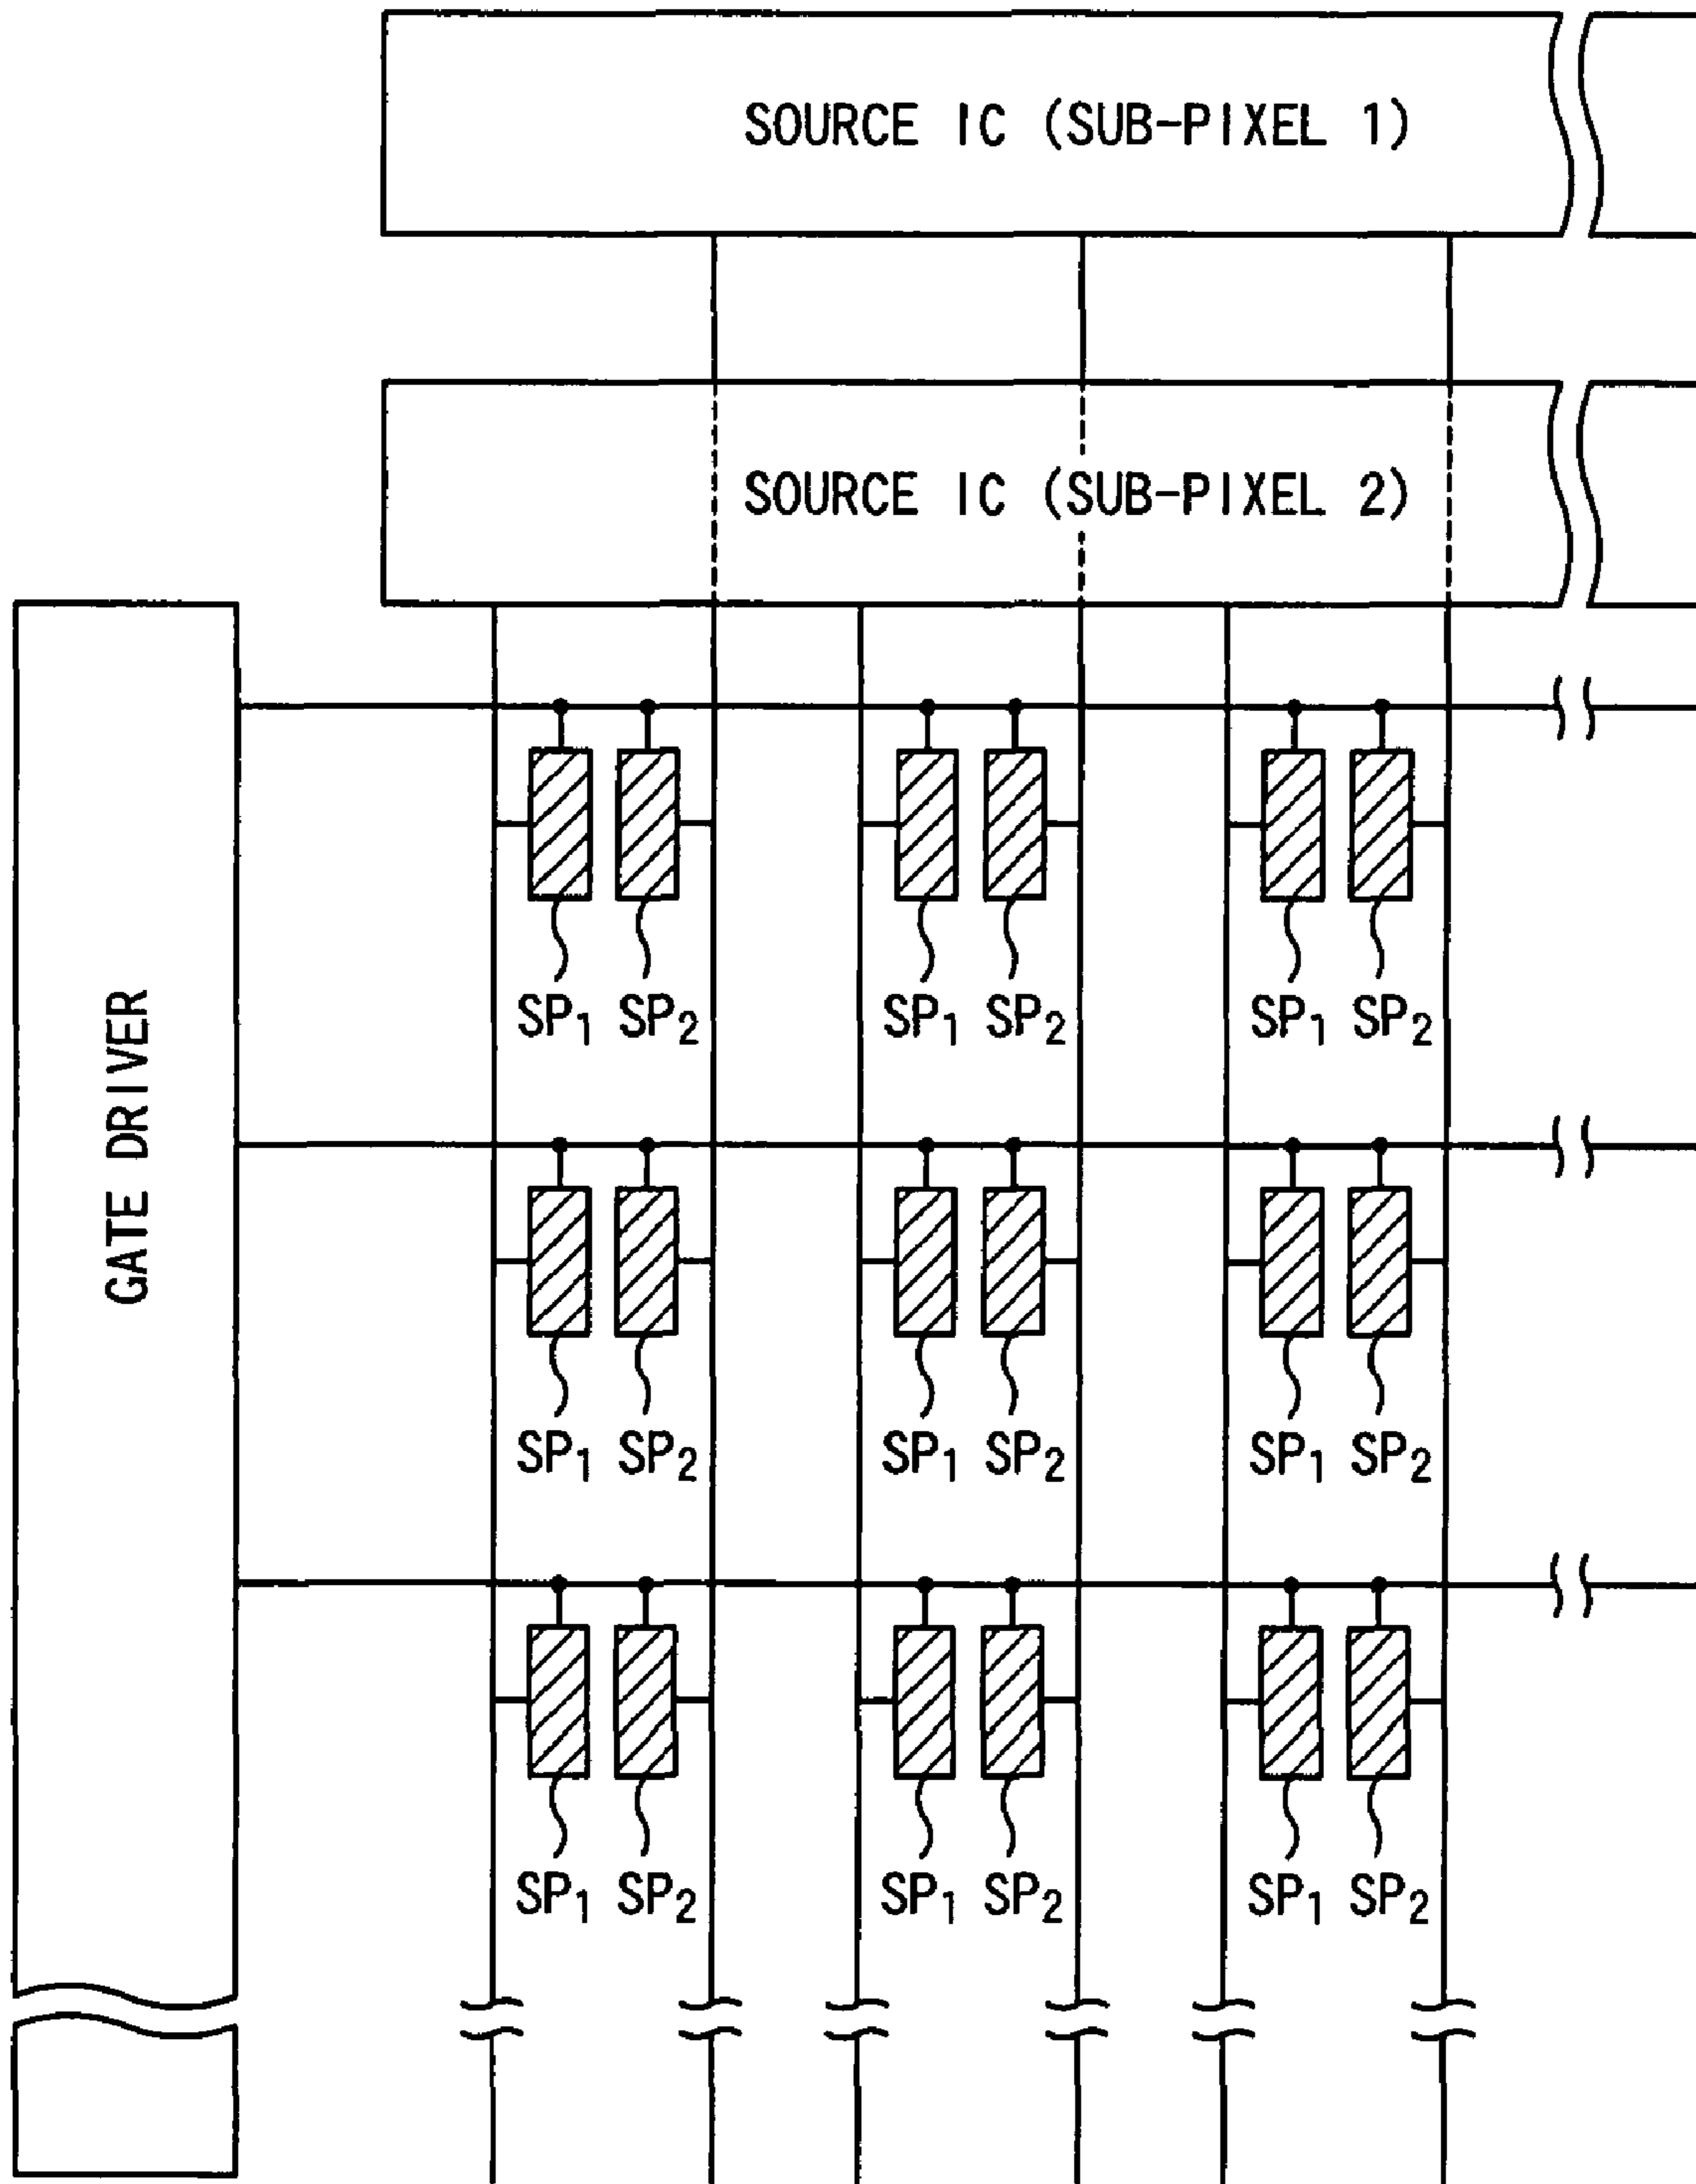 SOURCE IC (SUB-PIXEL 1)
SOURCE IC (SUB-PIXEL 2)
GATE DRIVER
SP₁ SP₂ SP₁ SP₂ SP₁ SP₂
SP₁ SP₂ SP₁ SP₂ SP₁ SP₂
SP₁ SP₂ SP₁ SP₂ SP₁ SP₂